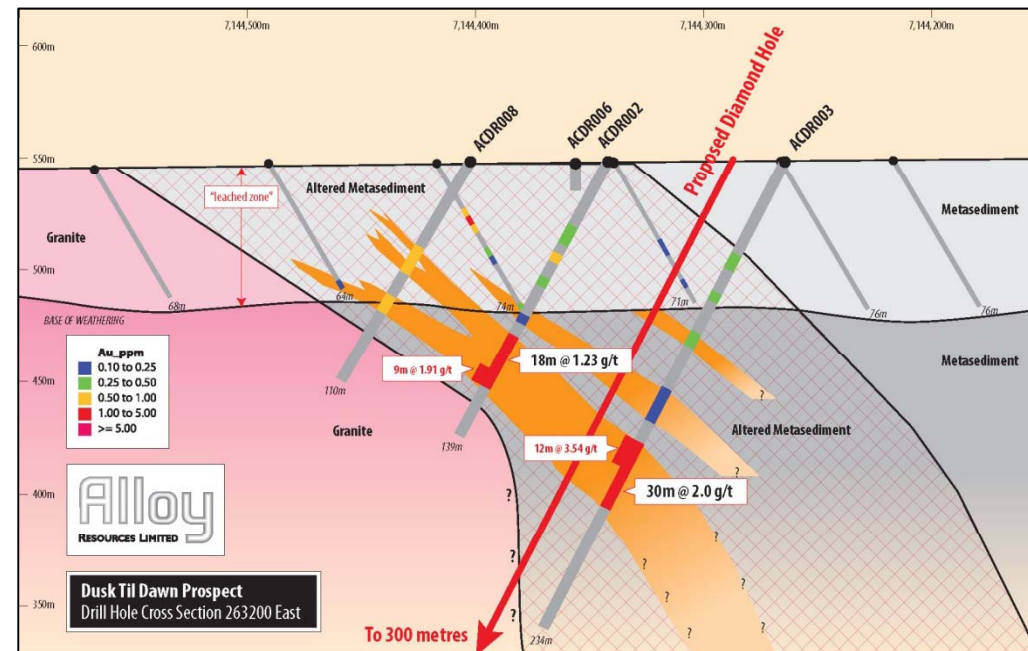 7,144,500m
7,144,400m
7,144,300m
7,144,200m
600m
550m
500m
450m
400m
350m
ACDR008
ACDR006
ACDR002
Proposed Diamond Hole
ACDR003
"leached zone"
Altered Metasediment
Granite
Metasediment
68m
64m
74m
71m
76m
76m
BASE OF WEATHERING
Au_ppm
0.10 to 0.25
0.25 to 0.50
0.50 to 1.00
1.00 to 5.00
>= 5.00
9m @ 1.91 g/t
18m @ 1.23 g/t
Metasediment
110m
139m
Granite
?
Altered Metasediment
12m @ 3.54 g/t
?
30m @ 2.0 g/t
?
?
?
?
?
?
?
?
?
?
?
Alloy
RESOURCES LIMITED
Dusk Til Dawn Prospect
Drill Hole Cross Section 263200 East
To 300 metres
234m